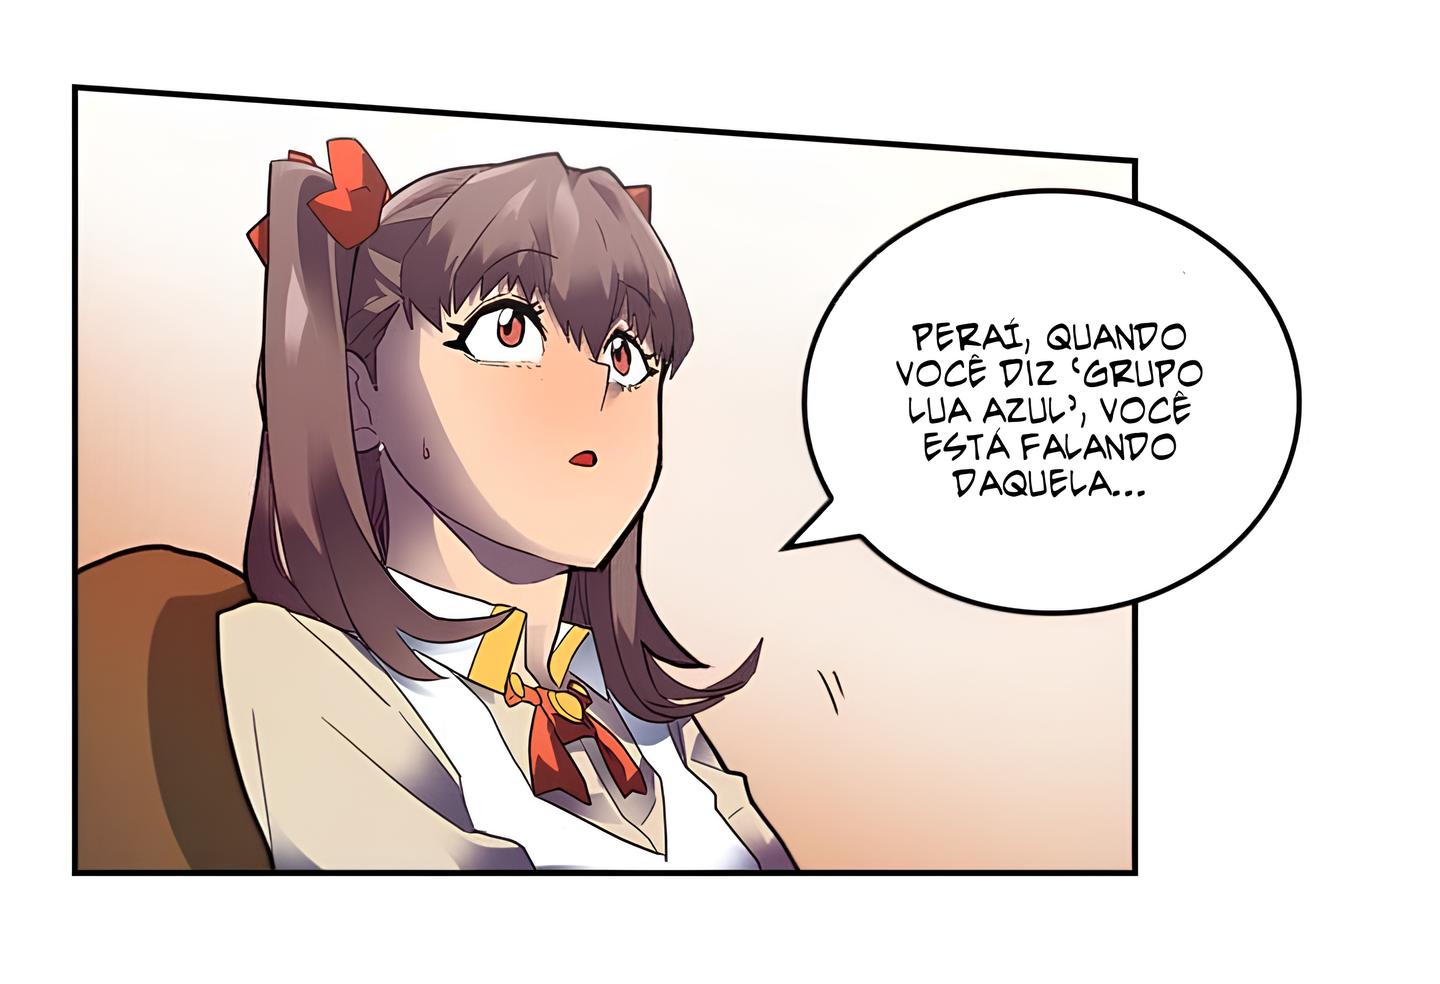 PERAÍ, QUANDO
VOCÊ DIZ ‘GRUPO
LUA AZUL’, VOCÊ
ESTÁ FALANDO
DAQUELA...